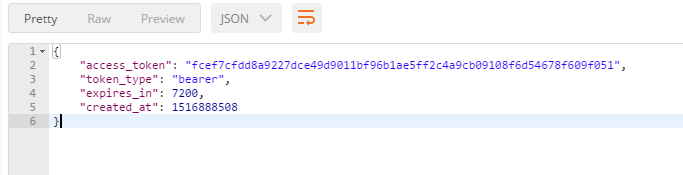 Pretty Raw Preview JSON
1 {
2 "access_token": "fcef7cfdd8a9227dce49d9011bf96b1ae5ff2c4a9cb09108f6d54678f609f051",
3 "token_type": "bearer",
4 "expires_in": 7200,
5 "created_at": 1516888508
6 }